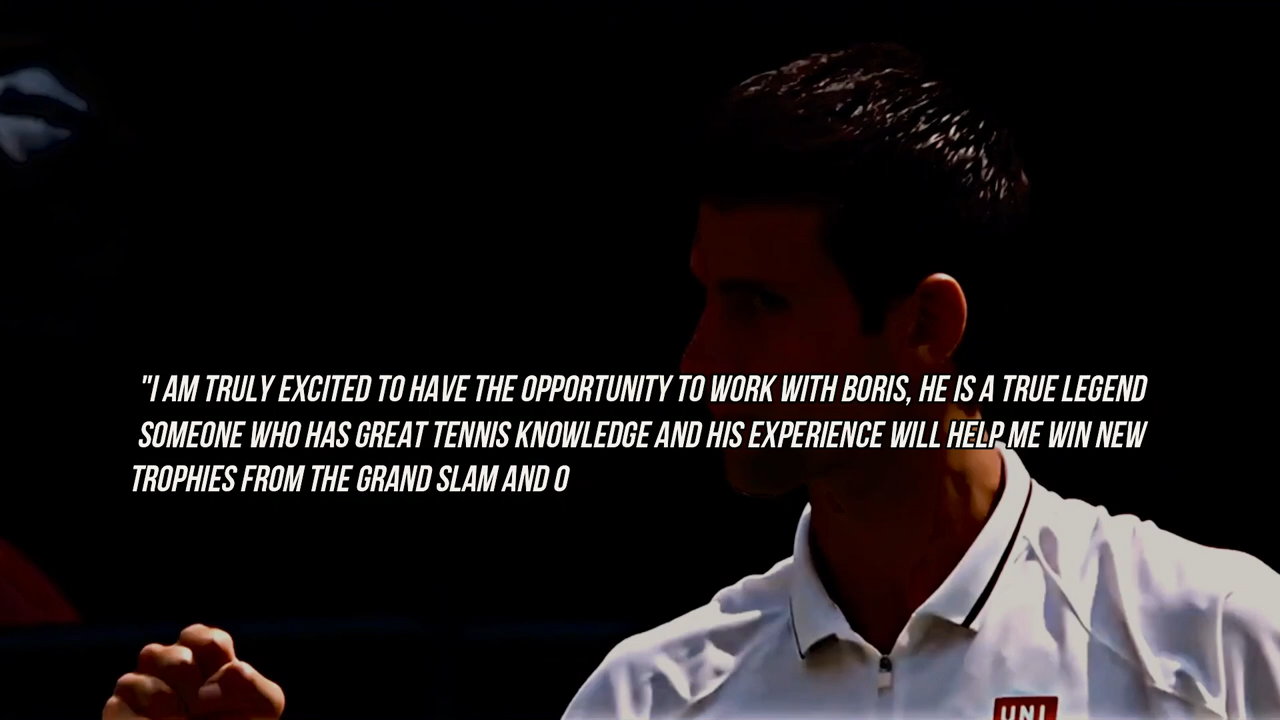 "I AM TRULY EXCITED TO HAVE THE OPPORTUNITY TO WORK WITH BORIS, HE IS A TRUE LEGEND
SOMEONE WHO HAS GREAT TENNIS KNOWLEDGE AND HIS EXPERIENCE WILL HELP ME WIN NEW
TROPHIES FROM THE GRAND SLAM AND O
UNI